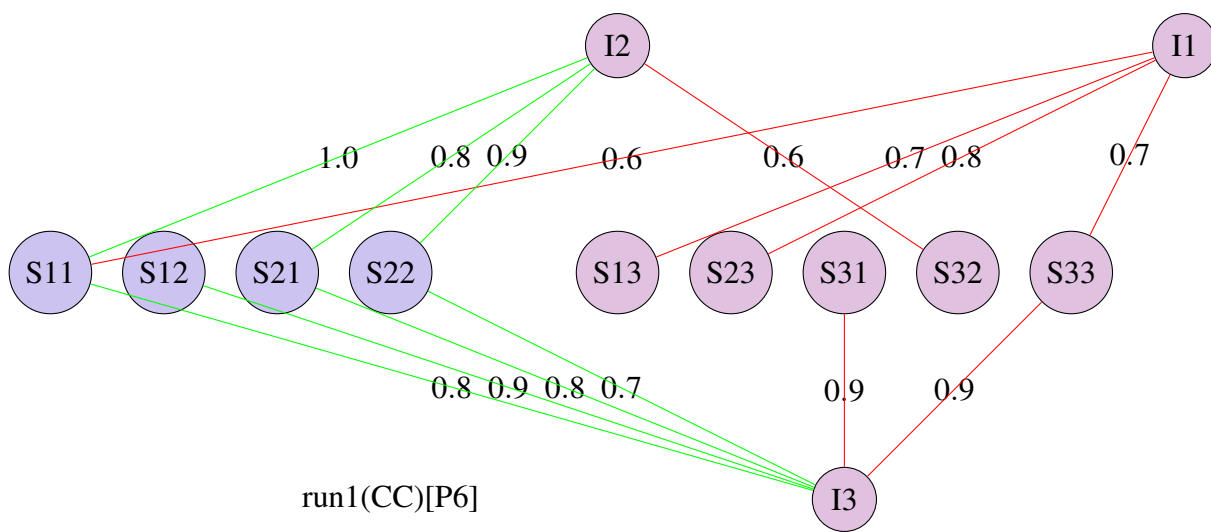 I2 I1
1.0 0.8 0.9 0.6 0.6 0.7 0.8 0.7
S11 S12 S21 S22 S13 S23 S31 S32 S33
0.8 0.9 0.8 0.7 0.9 0.9
run1(CC)[P6] I3